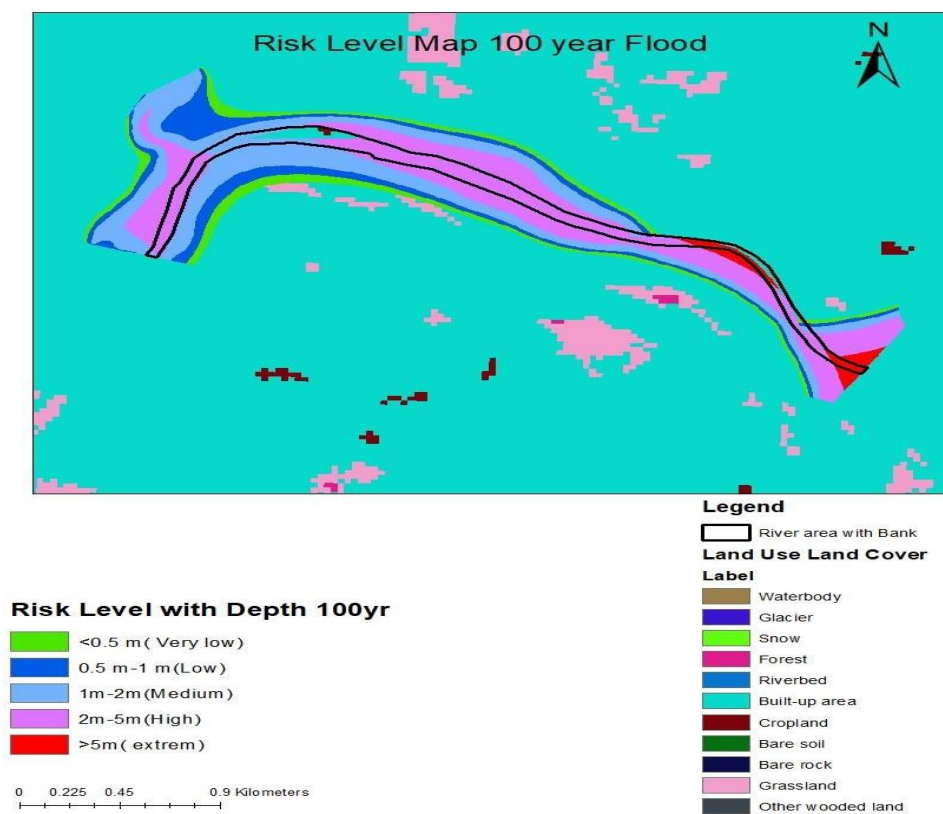 Risk Level Map 100 year Flood
N
Legend
River area with Bank
Land Use Land Cover
Label
Waterbody
Glacier
Snow
Forest
Riverbed
Built-up area
Cropland
Bare soil
Bare rock
Grassland
Other wooded land
Risk Level with Depth 100yr
<0.5 m( Very low)
0.5 m-1 m(Low)
1m-2m(Medium)
2m-5m(High)
>5m( extrem)
0 0.225 0.45 0.9 Kilometers